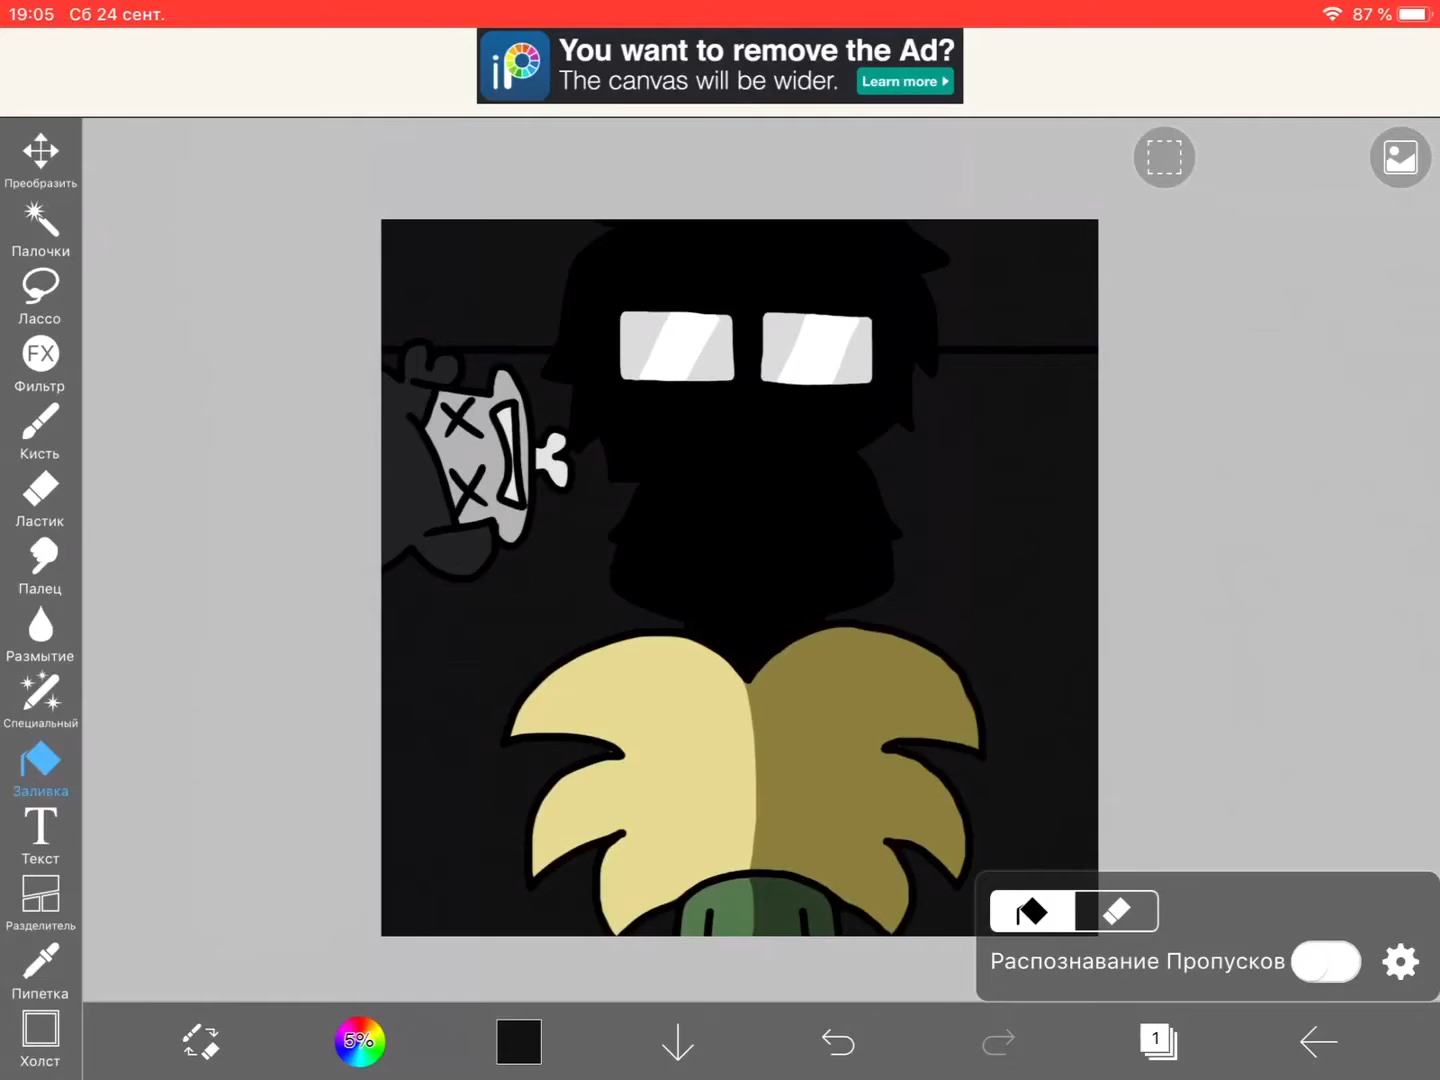 19:05 Сб 24 сент.
87 %
You want to remove the Ad?
The canvas will be wider. Learn more
Преобразить
Палочки
Лассо
FX
Фильтр
Кисть
Ластик
Палец
Размытие
Специальный
Заливка
T
Текст
Разделитель
Пипетка
Холст
Распознавание Пропусков
5%
1